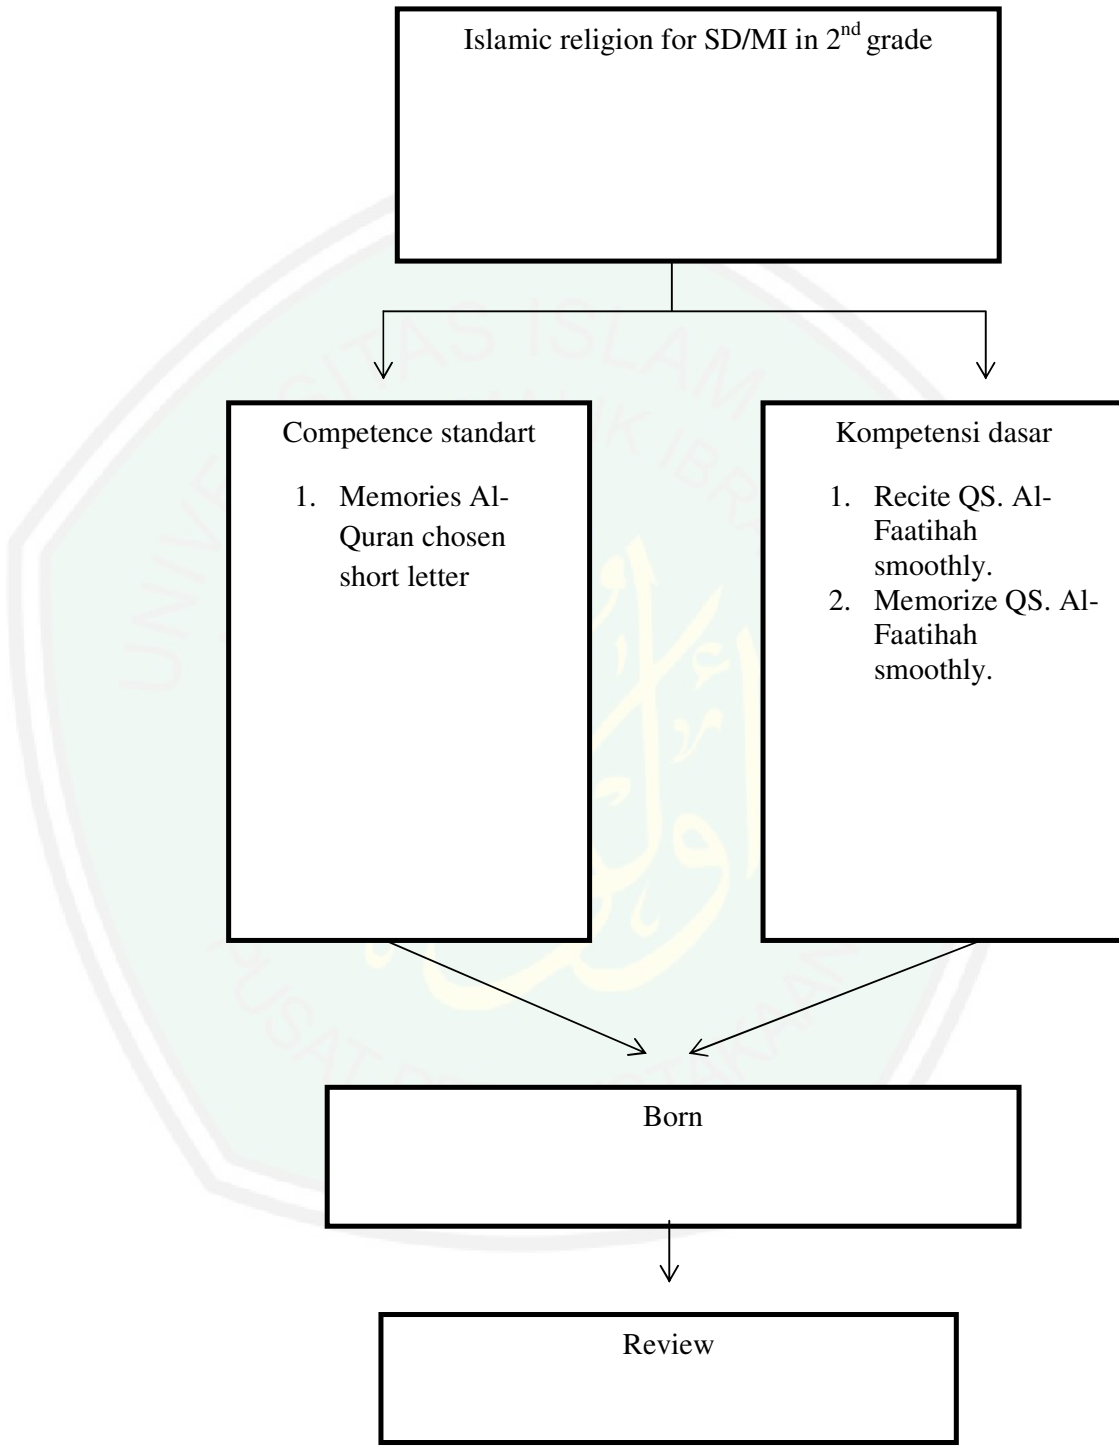 Islamic religion for SD/MI in 2nd grade
Competence standart
1. Memories Al-
Quran chosen
short letter
Kompetensi dasar
1. Recite QS. Al-
Faatihah
smoothly.
2. Memorize QS. Al-
Faatihah
smoothly.
Born
Review